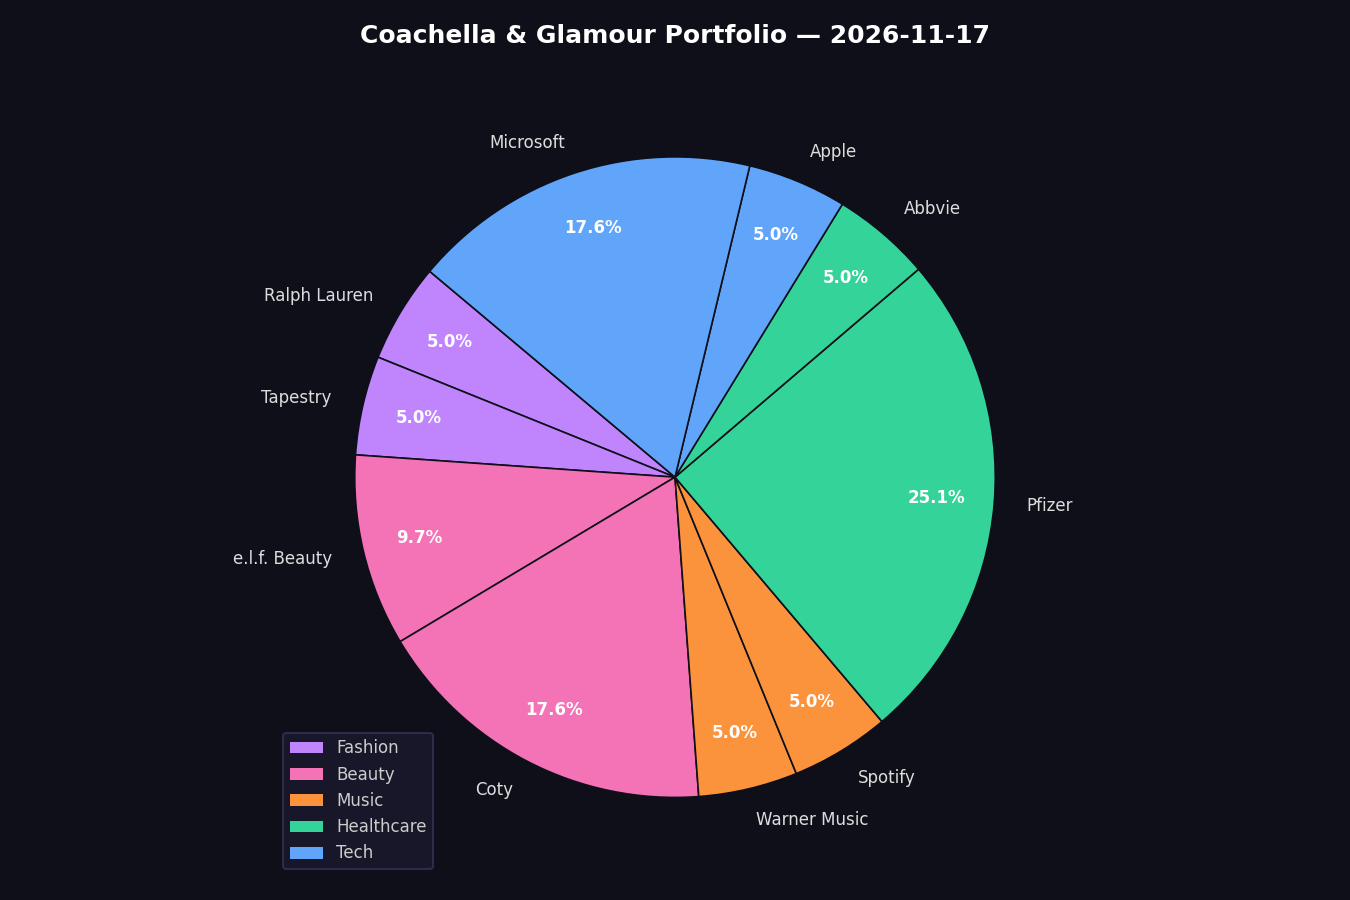 Coachella & Glamour Portfolio — 2026-11-17
Microsoft
Apple
Abbvie
17.6%
5.0%
5.0%
Ralph Lauren
5.0%
Tapestry
5.0%
25.1%
Pfizer
e.l.f. Beauty
9.7%
17.6%
5.0%
5.0%
Coty
Spotify
Warner Music
Fashion
Beauty
Music
Healthcare
Tech